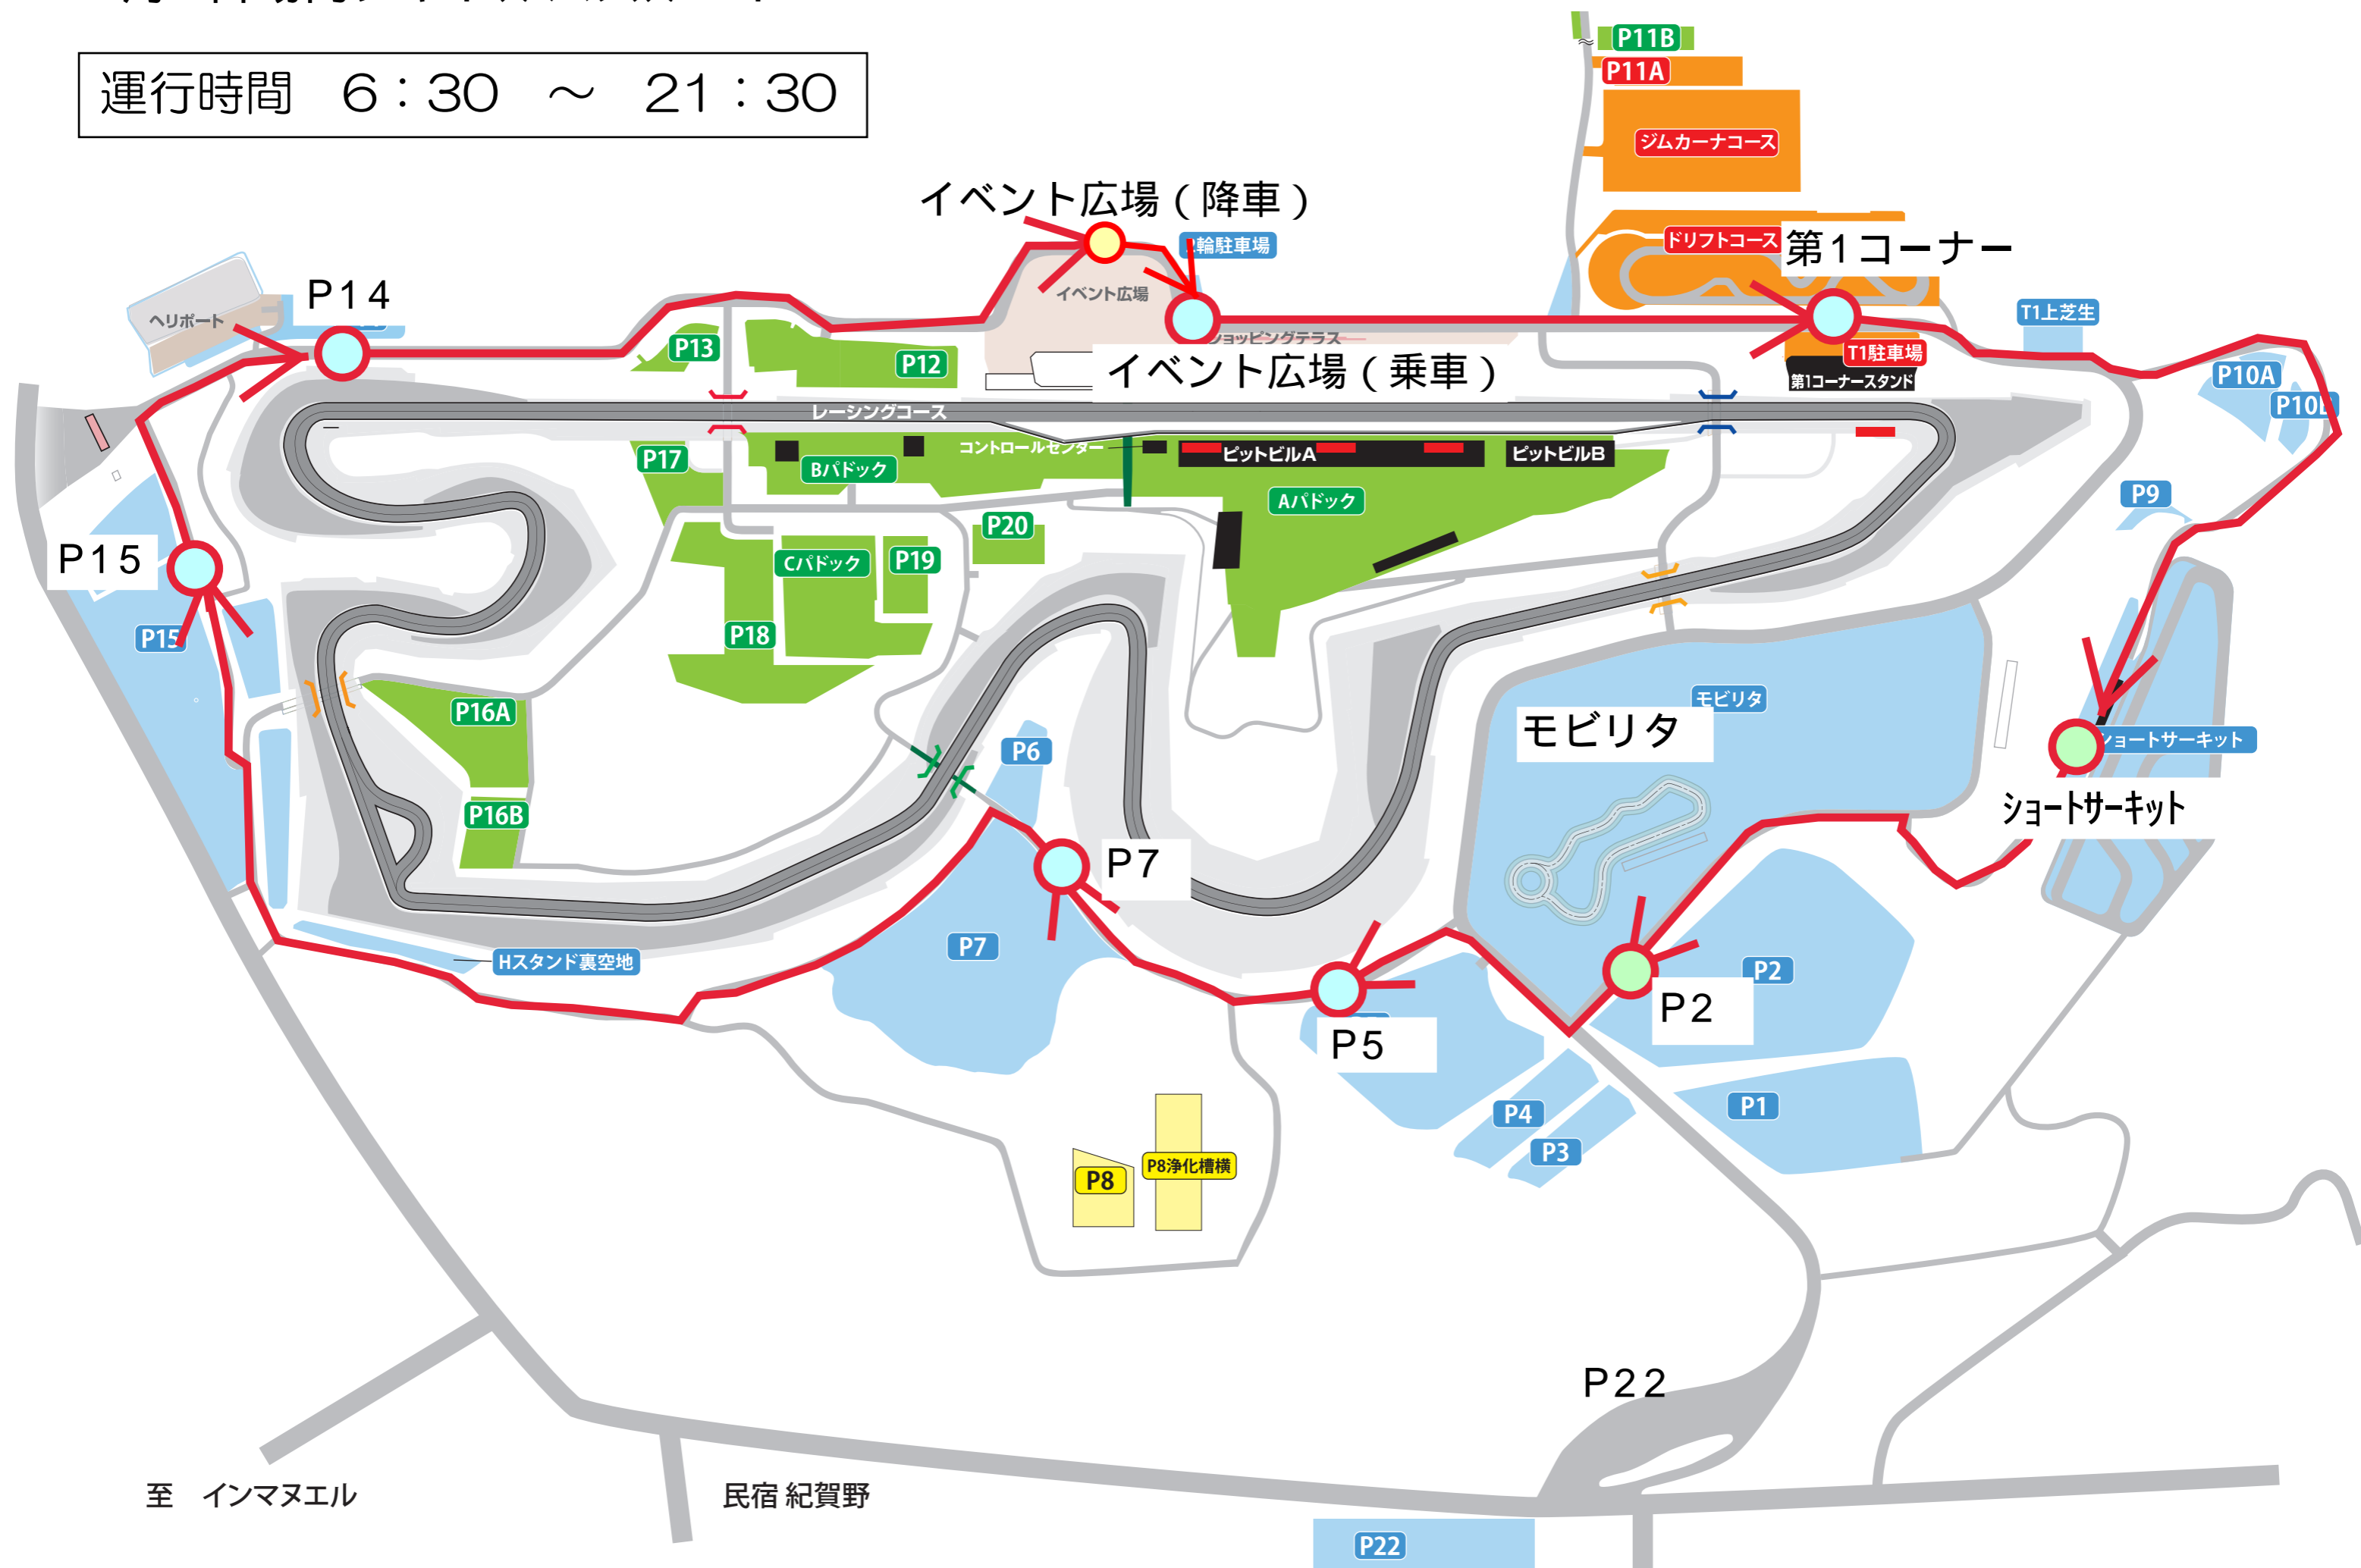 運行時間　6：30　～　21：30
P11B
P11A
ジムカーナコース
イベント広場（降車）
2輪駐車場
ドリフトコース
第1コーナー
P14
ヘリポート
イベント広場
T1上芝生
P13
P12
ショッピングテラス
イベント広場（乗車）
T1駐車場
第1コーナースタンド
P10A
P10B
レーシングコース
コントロールセンター
P17
Bパドック
ピットビルA
ピットビルB
Aパドック
P9
P20
P15
Cパドック
P19
P15
P18
P16A
モビリタ
モビリタ
P6
ショートサーキット
P16B
ショートサーキット
P7
P7
Hスタンド裏空地
P2
P2
P5
P4
P1
P3
P8浄化槽横
P8
P22
至　インマヌエル
民宿 紀賀野
P22